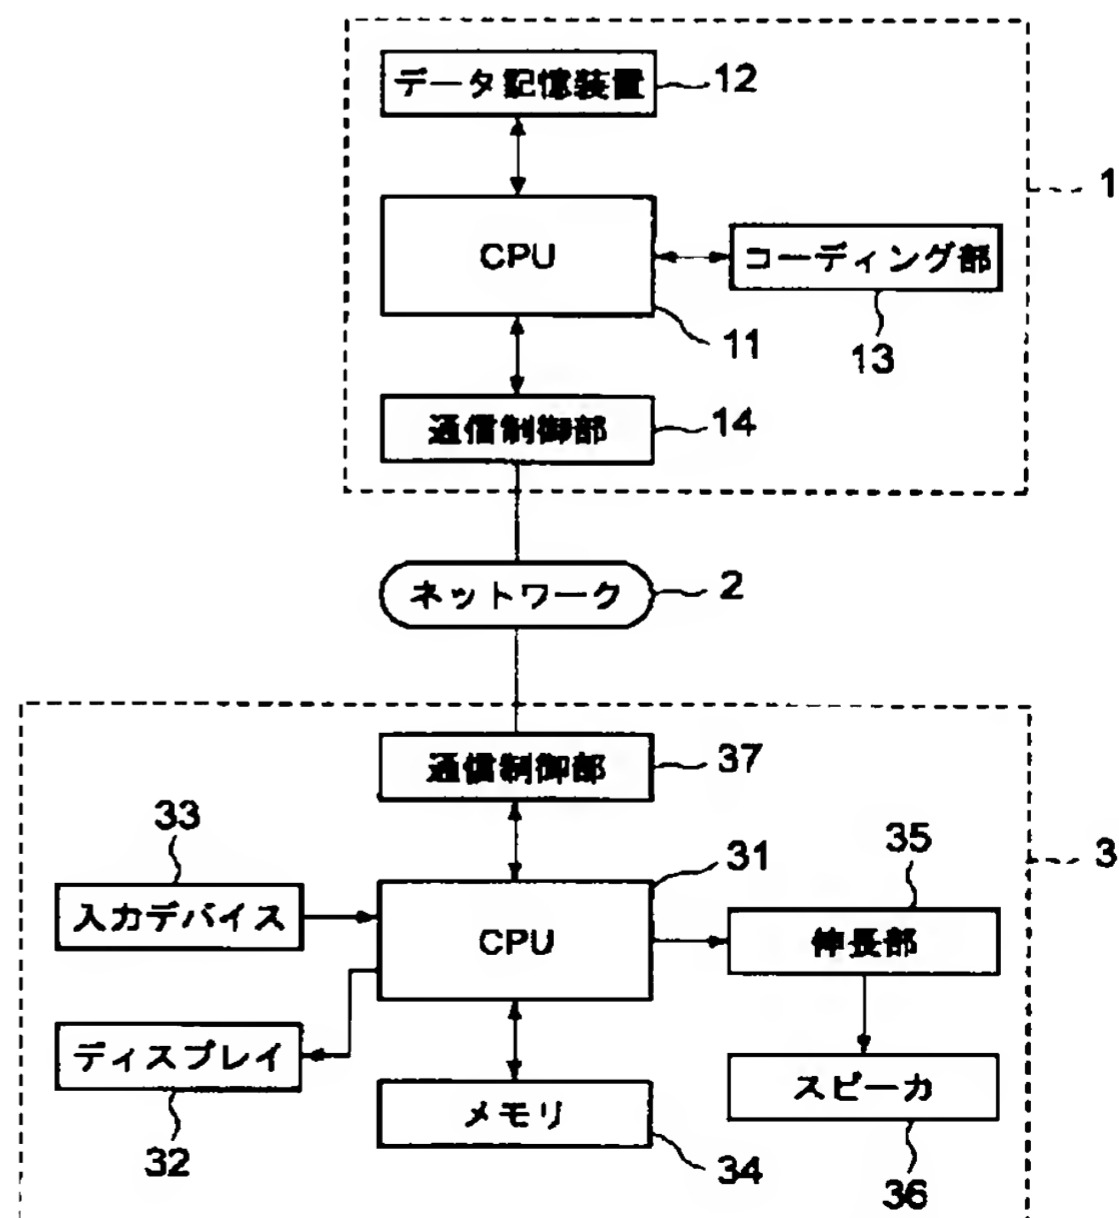 データ記憶装置
12
1
CPU
コーディング部
11
13
通信制御部
14
ネットワーク
2
通信制御部
37
33
31
35
3
入力デバイス
CPU
伸長部
ディスプレイ
メモリ
スピーカ
32
34
36